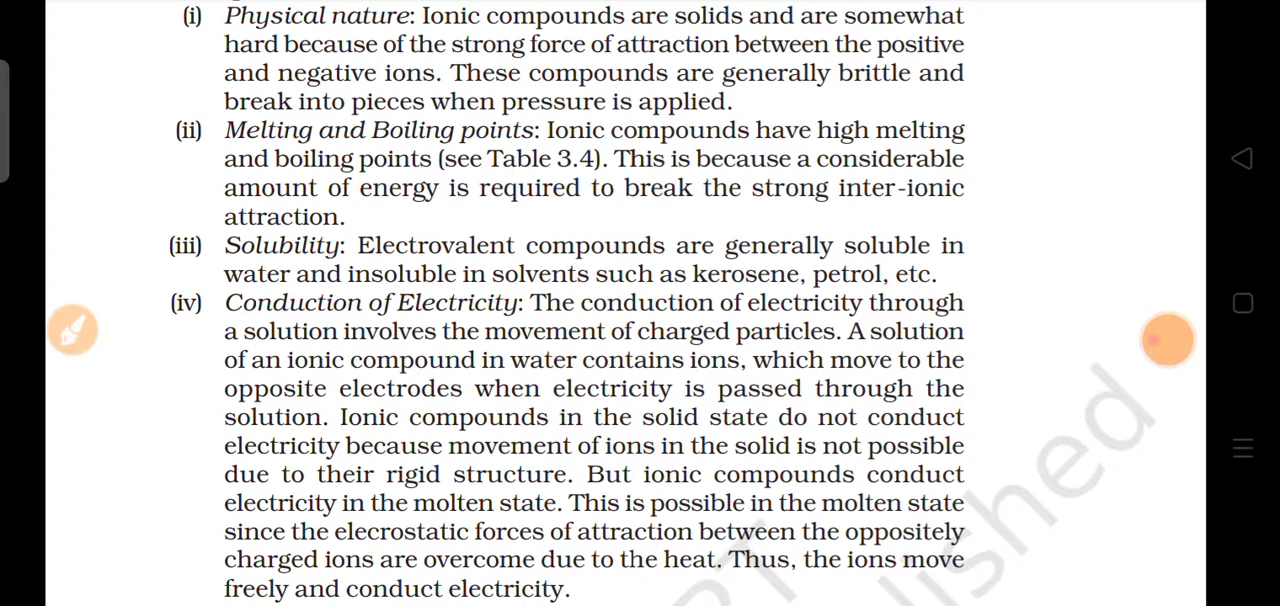 (i) Physical nature: Ionic compounds are solids and are somewhat
hard because of the strong force of attraction between the positive
and negative ions. These compounds are generally brittle and
break into pieces when pressure is applied.
(ii) Melting and Boiling points: Ionic compounds have high melting
and boiling points (see Table 3.4). This is because a considerable
amount of energy is required to break the strong inter-ionic
attraction.
(iii) Solubility: Electrovalent compounds are generally soluble in
water and insoluble in solvents such as kerosene, petrol, etc.
(iv) Conduction of Electricity: The conduction of electricity through
a solution involves the movement of charged particles. A solution
of an ionic compound in water contains ions, which move to the
opposite electrodes when electricity is passed through the
solution. Ionic compounds in the solid state do not conduct
electricity because movement of ions in the solid is not possible
due to their rigid structure. But ionic compounds conduct
electricity in the molten state. This is possible in the molten state
since the elecrostatic forces of attraction between the oppositely
charged ions are overcome due to the heat. Thus, the ions move
freely and conduct electricity.